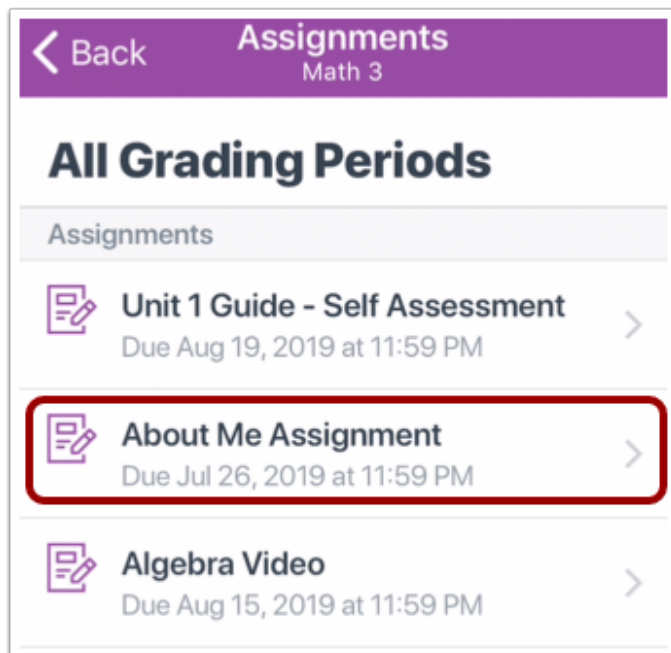 Back
Assignments
Math 3
All Grading Periods
Assignments
Unit 1 Guide - Self Assessment
Due Aug 19, 2019 at 11:59 PM
About Me Assignment
Due Jul 26, 2019 at 11:59 PM
Algebra Video
Due Aug 15, 2019 at 11:59 PM